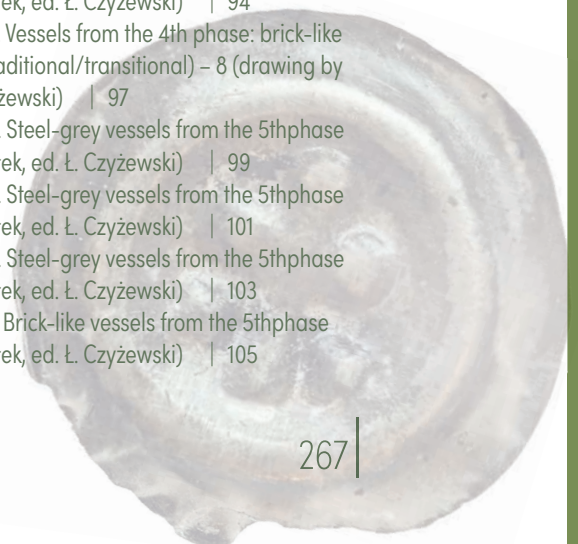 ek, ed. Ł. Czyżewski) | 94
Vessels from the 4th phase: brick-like
aditional/transitional) – 8 (drawing by
żewski) | 97
. Steel-grey vessels from the 5thphase
ek, ed. Ł. Czyżewski) | 99
. Steel-grey vessels from the 5thphase
ek, ed. Ł. Czyżewski) | 101
. Steel-grey vessels from the 5thphase
ek, ed. Ł. Czyżewski) | 103
Brick-like vessels from the 5thphase
ek, ed. Ł. Czyżewski) | 105
267